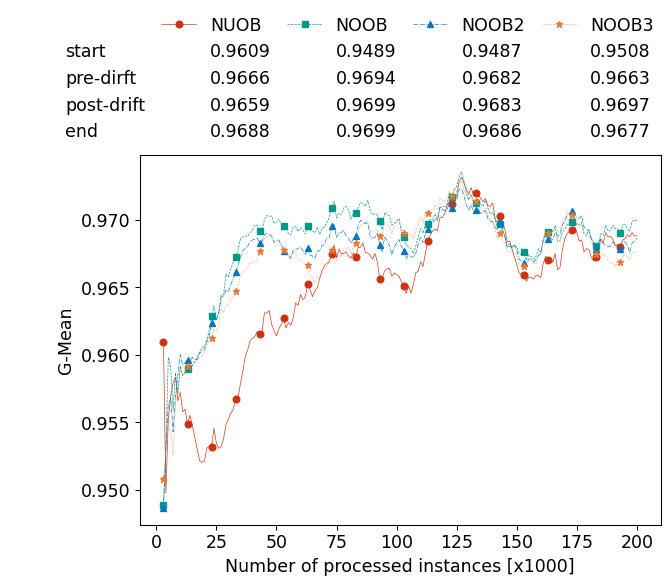 NUOB NOOB NOOB2 NOOB3
start 0.9609 0.9489 0.9487 0.9508
pre-dirft 0.9666 0.9694 0.9682 0.9663
post-drift 0.9659 0.9699 0.9683 0.9697
end 0.9688 0.9699 0.9686 0.9677
0.970
0.965
0.960
0.955
0.950
G-Mean
0 25 50 75 100 125 150 175 200
Number of processed instances [x1000]